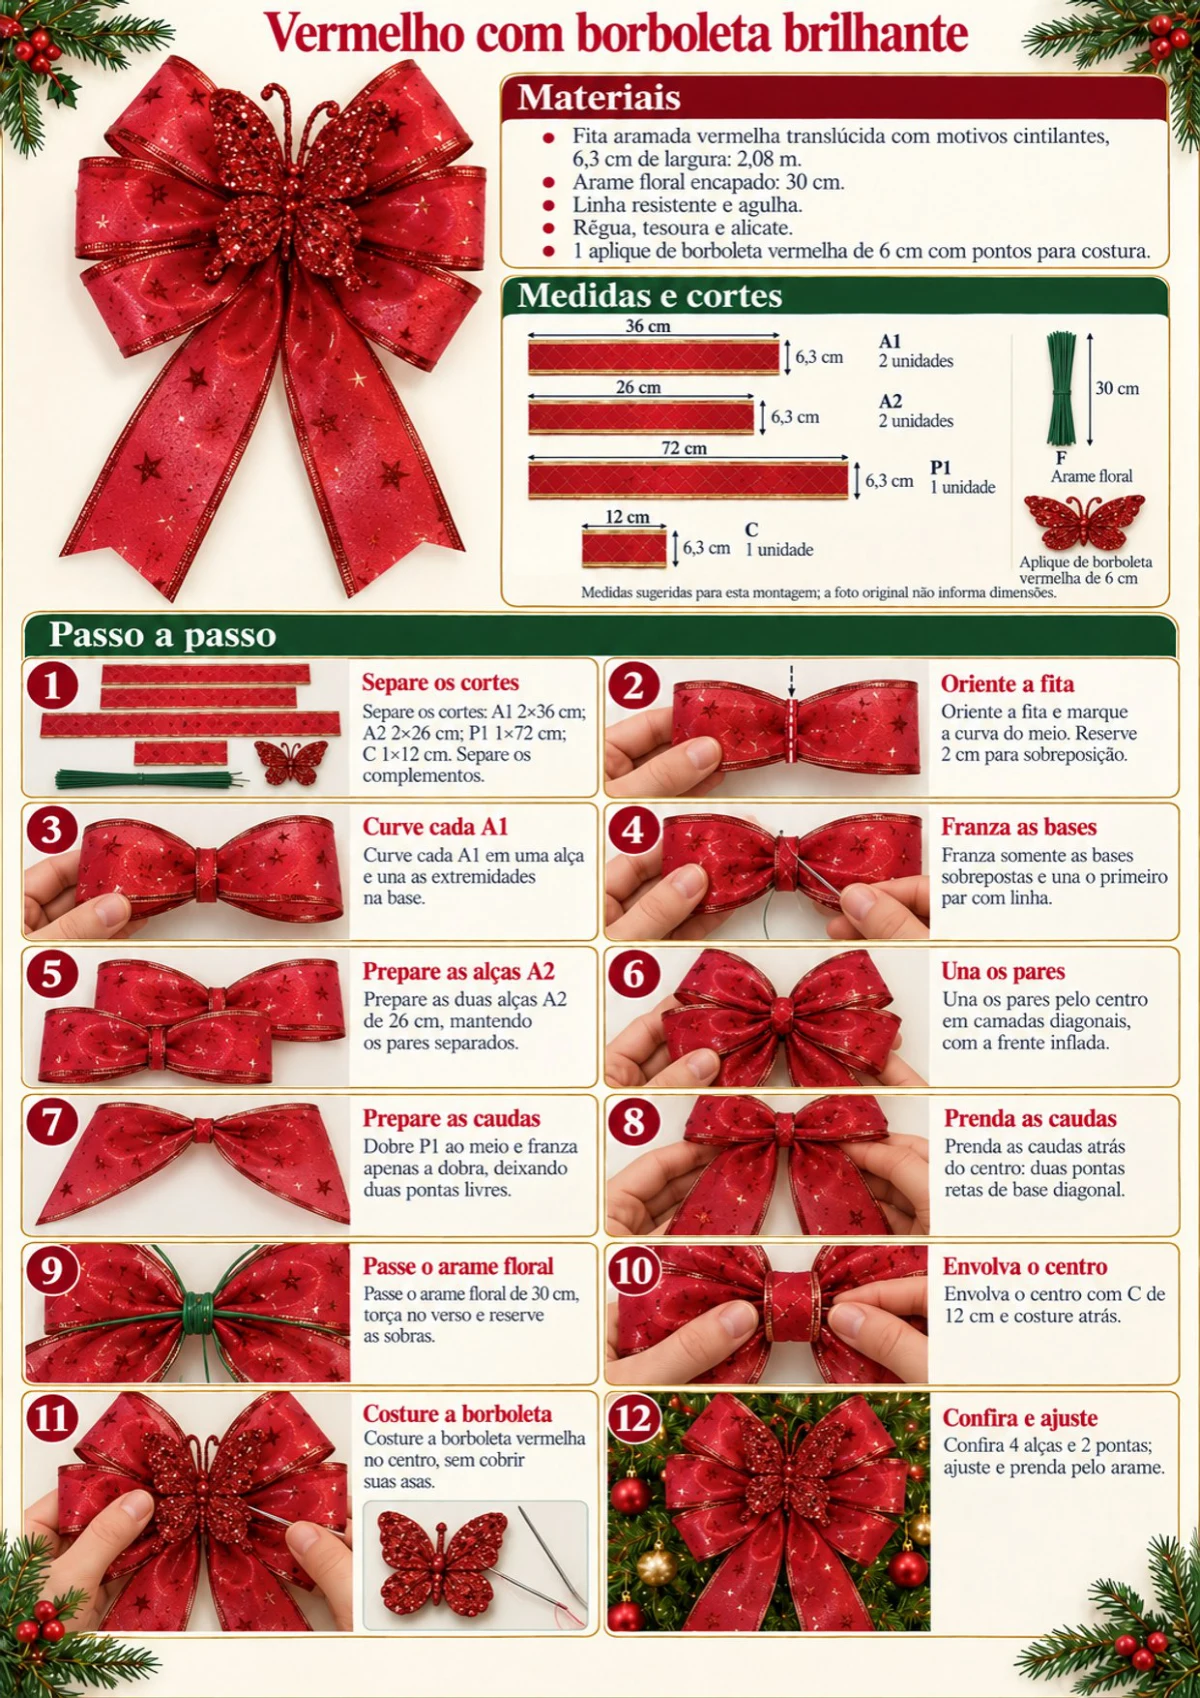 Vermelho com borboleta brilhante
Materiais
Fita aramada vermelha translúcida com motivos cintilantes,
6,3 cm de largura: 2,08 m.
Arame floral encapado: 30 cm.
Linha resistente e agulha.
Rẽgua, tesoura e alicate.
1 aplique de borboleta vermelha de 6 cm com pontos para costura.
Medidas e cortes
36 cm
6,3 cm
A1
2 unidades
26 cm
6,3 cm
A2
2 unidades
72 cm
6,3 cm
P1
1 unidade
12 cm
6,3 cm
C
1 unidade
30 cm
F
Arame floral
Aplique de borboleta
vermelha de 6 cm
Medidas sugeridas para esta montagem; a foto original não informa dimensões.
Passo a passo
1
Separe os cortes
Separe os cortes: A1 2×36 cm;
A2 2×26 cm; P1 1×72 cm;
C 1×12 cm. Separe os
complementos.
2
Oriente a fita
Oriente a fita e marque
a curva do meio. Reserve
2 cm para sobreposição.
3
Curve cada A1
Curve cada A1 em uma alça
e una as extremidades
na base.
4
Franza as bases
Franza somente as bases
sobrepostas e una o primeiro
par com linha.
5
Prepare as alças A2
Prepare as duas alças A2
de 26 cm, mantendo
os pares separados.
6
Una os pares
Una os pares pelo centro
em camadas diagonais,
com a frente inflada.
7
Prepare as caudas
Dobre P1 ao meio e franza
apenas a dobra, deixando
duas pontas livres.
8
Prenda as caudas
Prenda as caudas atrás
do centro: duas pontas
retas de base diagonal.
9
Passe o arame floral
Passe o arame floral de 30 cm,
torça no verso e reserve
as sobras.
10
Envolva o centro
Envolva o centro com C de
12 cm e costure atrás.
11
Costure a borboleta
Costure a borboleta vermelha
no centro, sem cobrir
suas asas.
12
Confira e ajuste
Confira 4 alças e 2 pontas;
ajuste e prenda pelo arame.